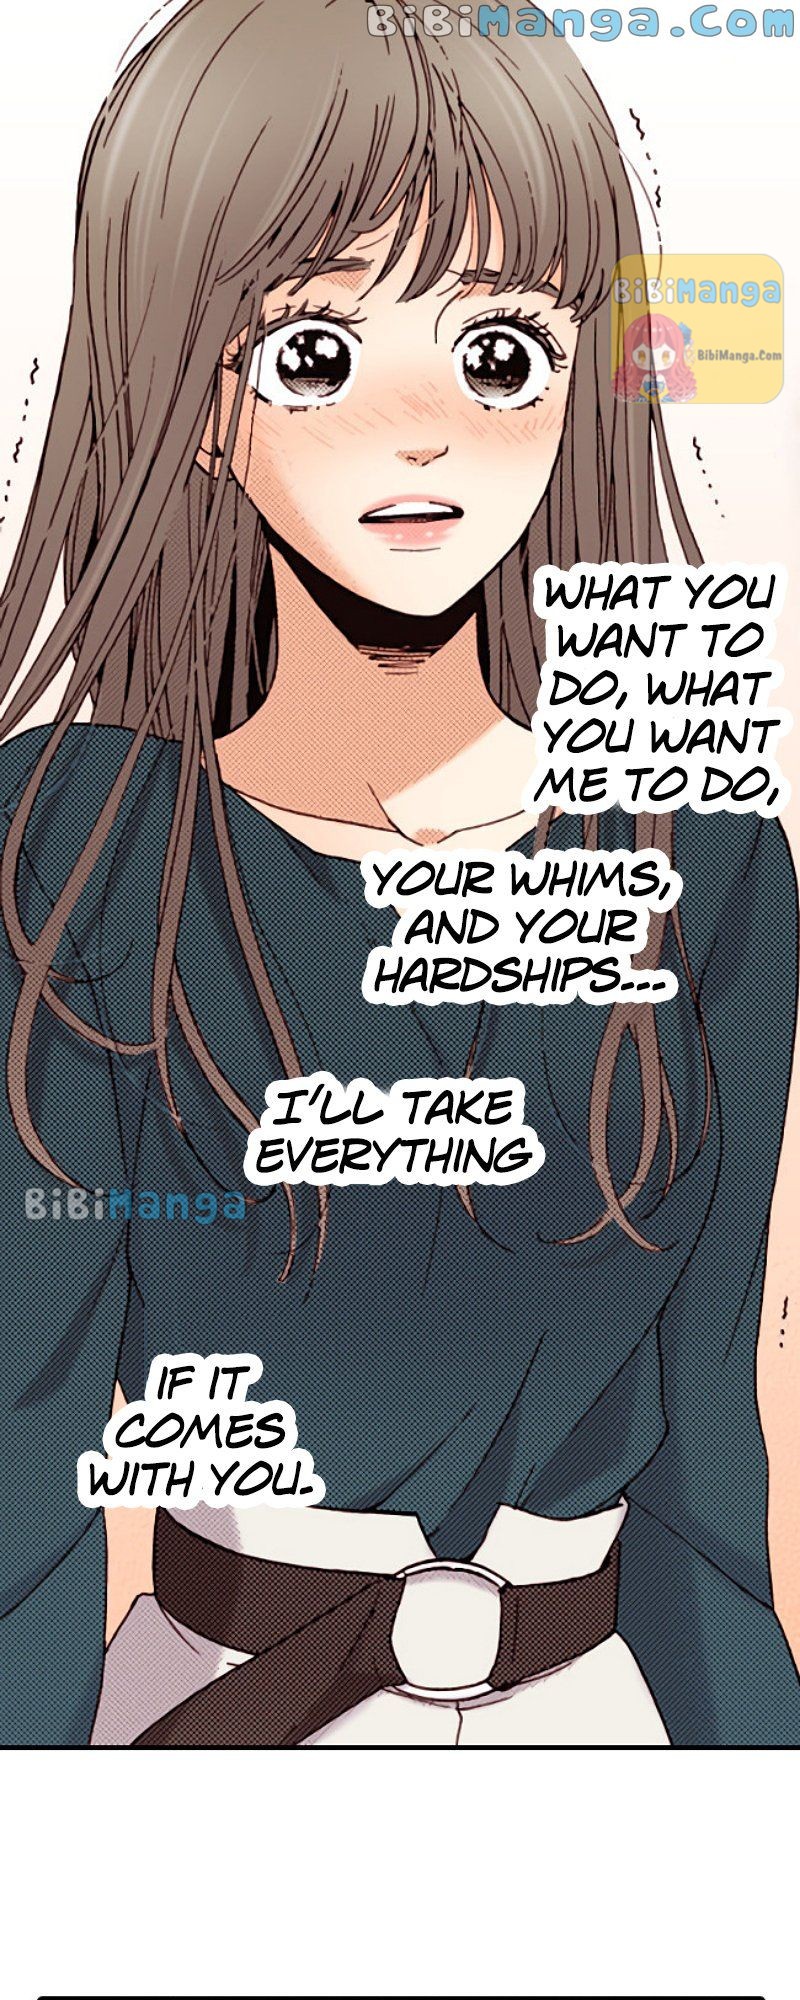 BiBiManga.Com
BiBiManga
BibiManga.Com
WHAT YOU
WANT TO
DO, WHAT
YOU WANT
ME TO DO,
YOUR WHIMS,
AND YOUR
HARDSHIPS...
I'LL TAKE
EVERYTHING
BiBiManga
IF IT
COMES
WITH YOU.